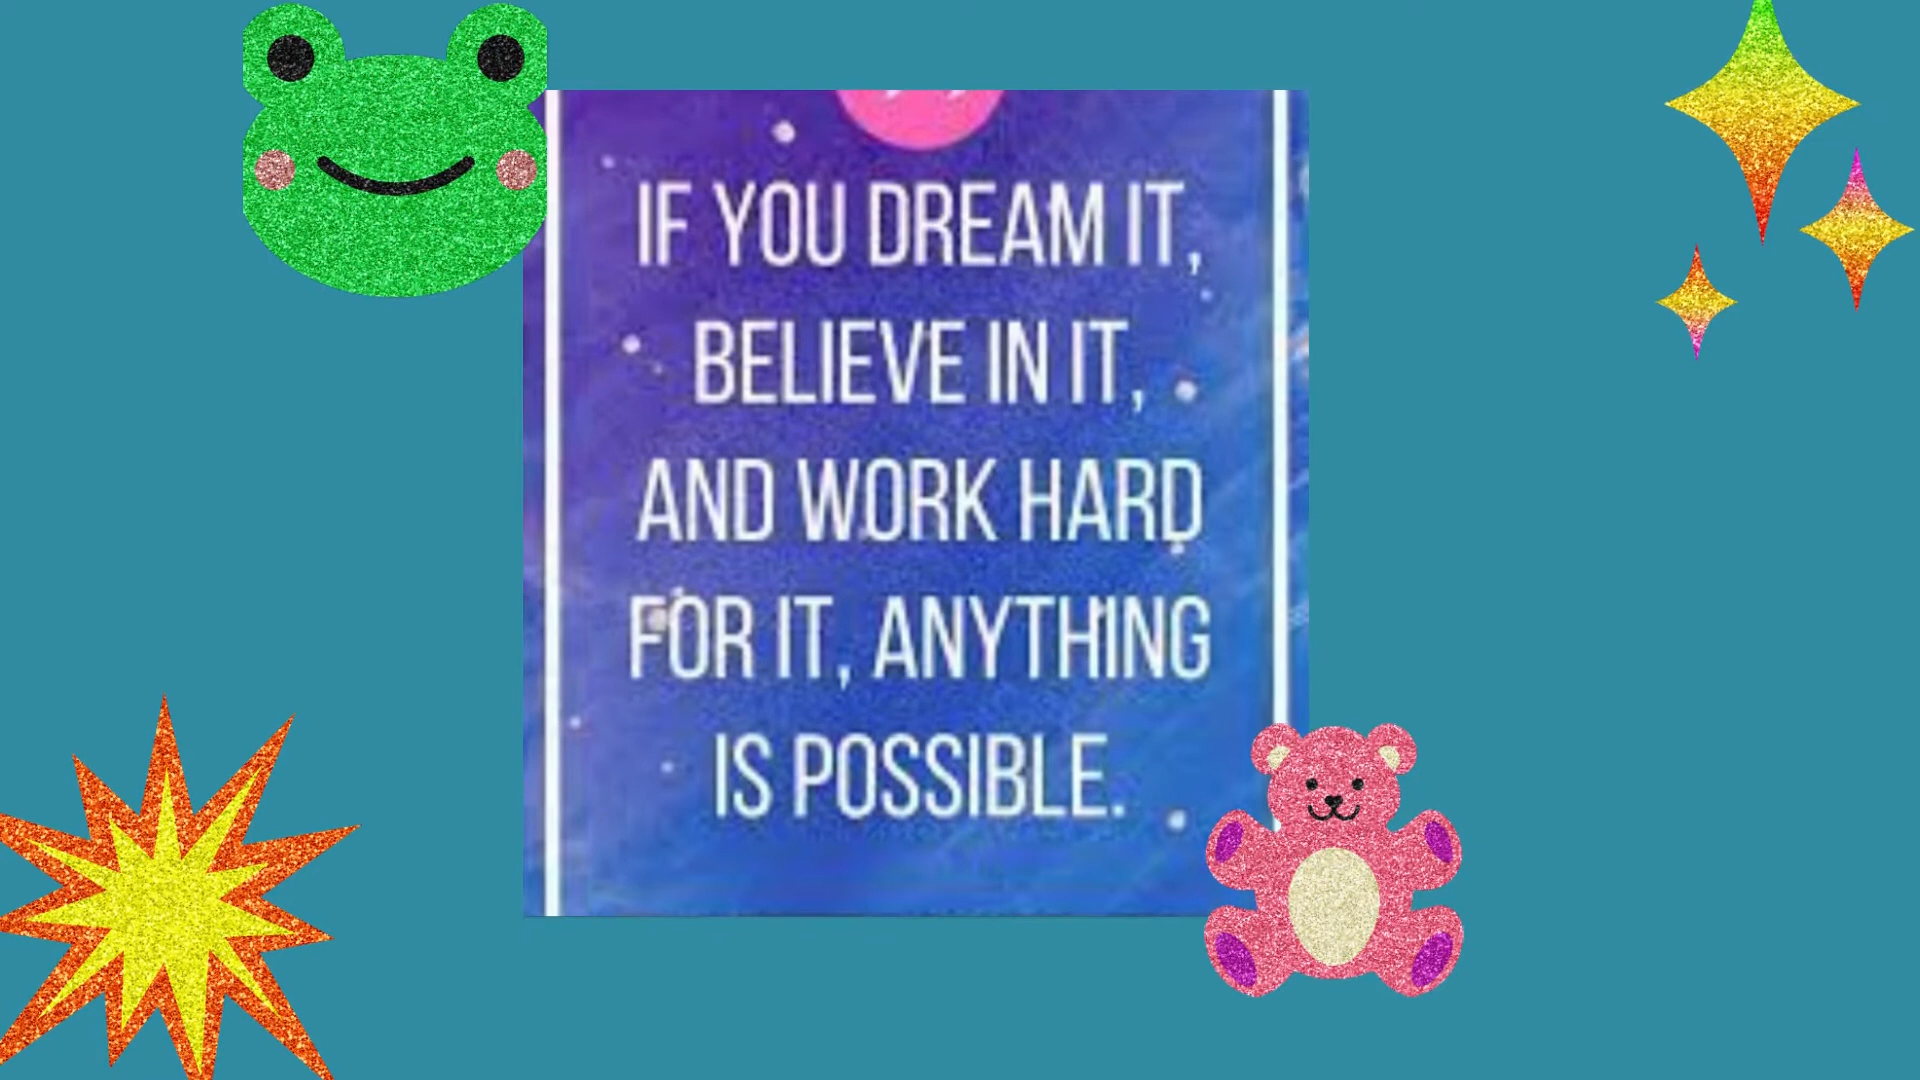 IF YOU DREAM IT,
BELIEVE IN IT,
AND WORK HARD
FOR IT, ANYTHING
IS POSSIBLE.